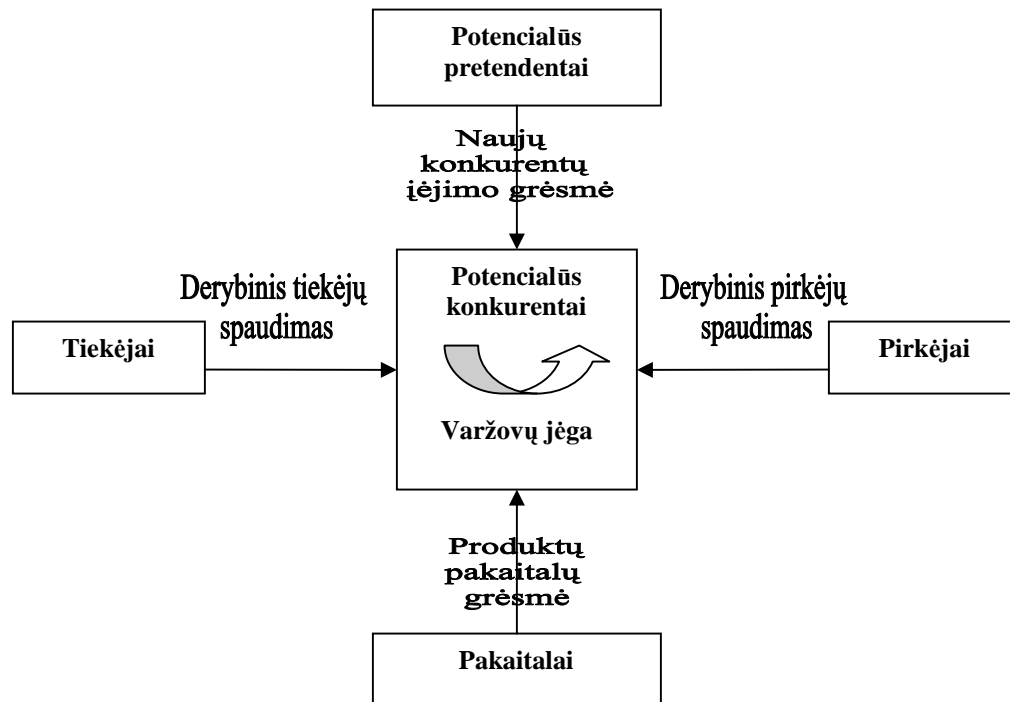 Potencialūs
pretendentai
Naujų
konkurentų
įėjimo grėsmė
Derybinis tiekėjų
spaudimas
Tiekėjai
Potencialūs
konkurentai
Varžovų jėga
Derybinis pirkėjų
spaudimas
Pirkėjai
Produktų
pakaitalų
grėsmė
Pakaitalai